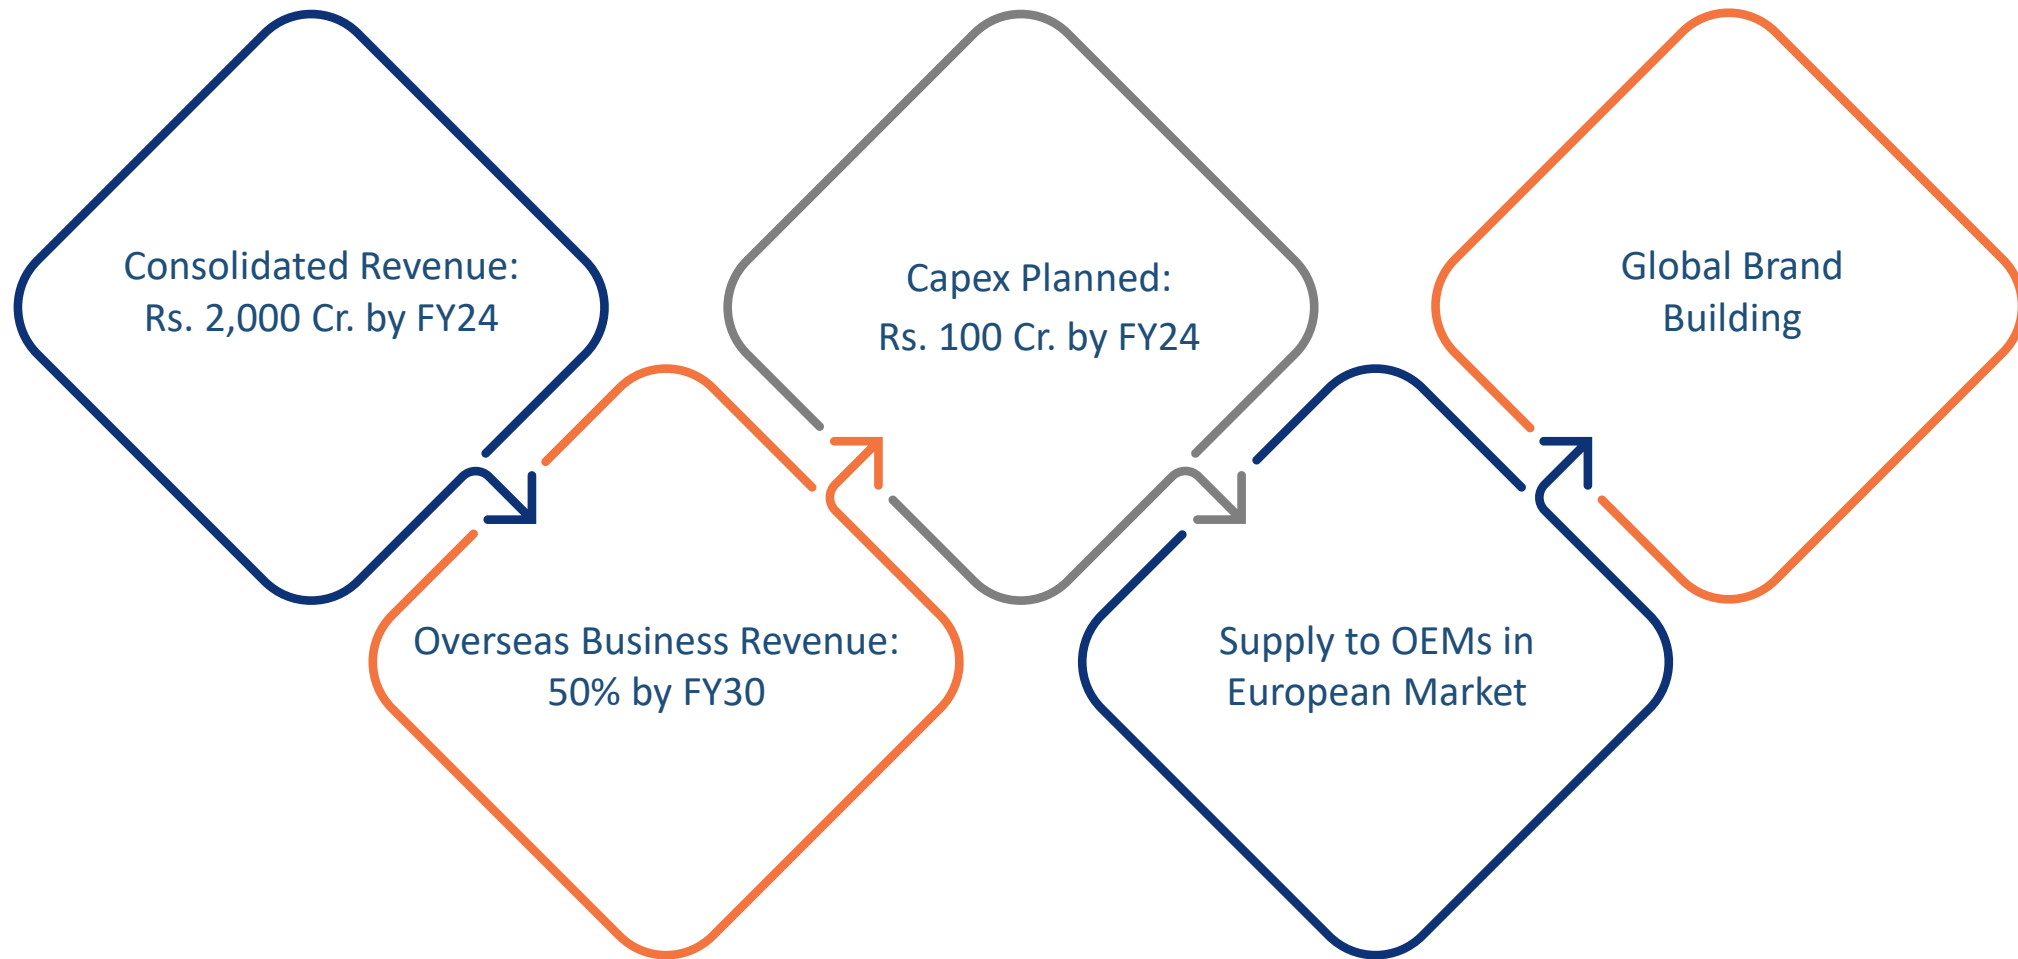 Consolidated Revenue:
Rs. 2,000 Cr. by FY24
Overseas Business Revenue:
50% by FY30
Capex Planned:
Rs. 100 Cr. by FY24
Supply to OEMs in
European Market
Global Brand
Building